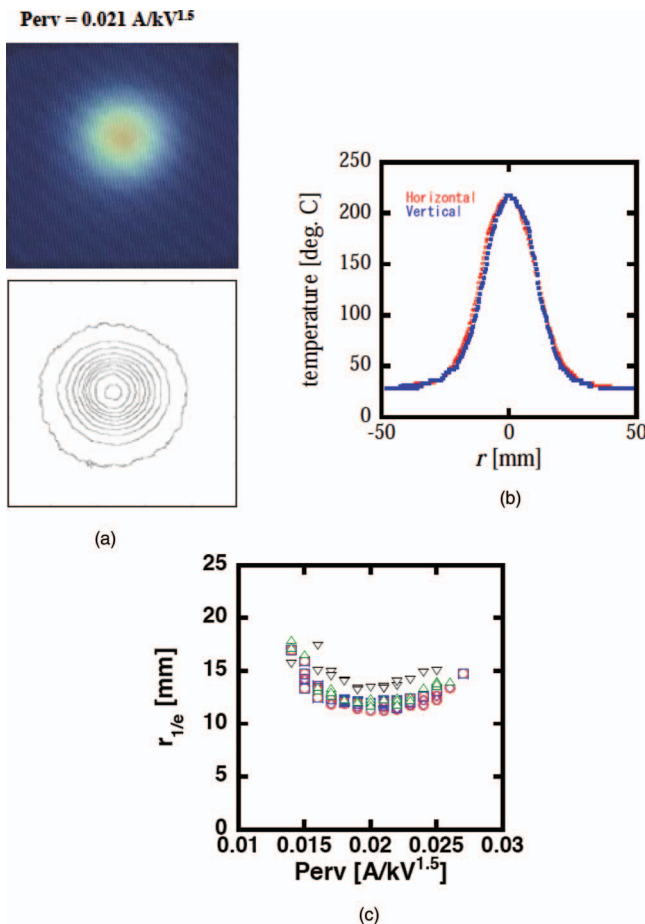 Perv = 0.021 A/kV1.5
(a)
250
200
150
100
50
0
temperature [deg. C]
Horizontal
Vertical
-50
0
50
r [mm]
(b)
25
20
15
10
5
0
r1/e [mm]
0.01
0.015
0.02
0.025
0.03
Perv [A/kV1.5]
(c)